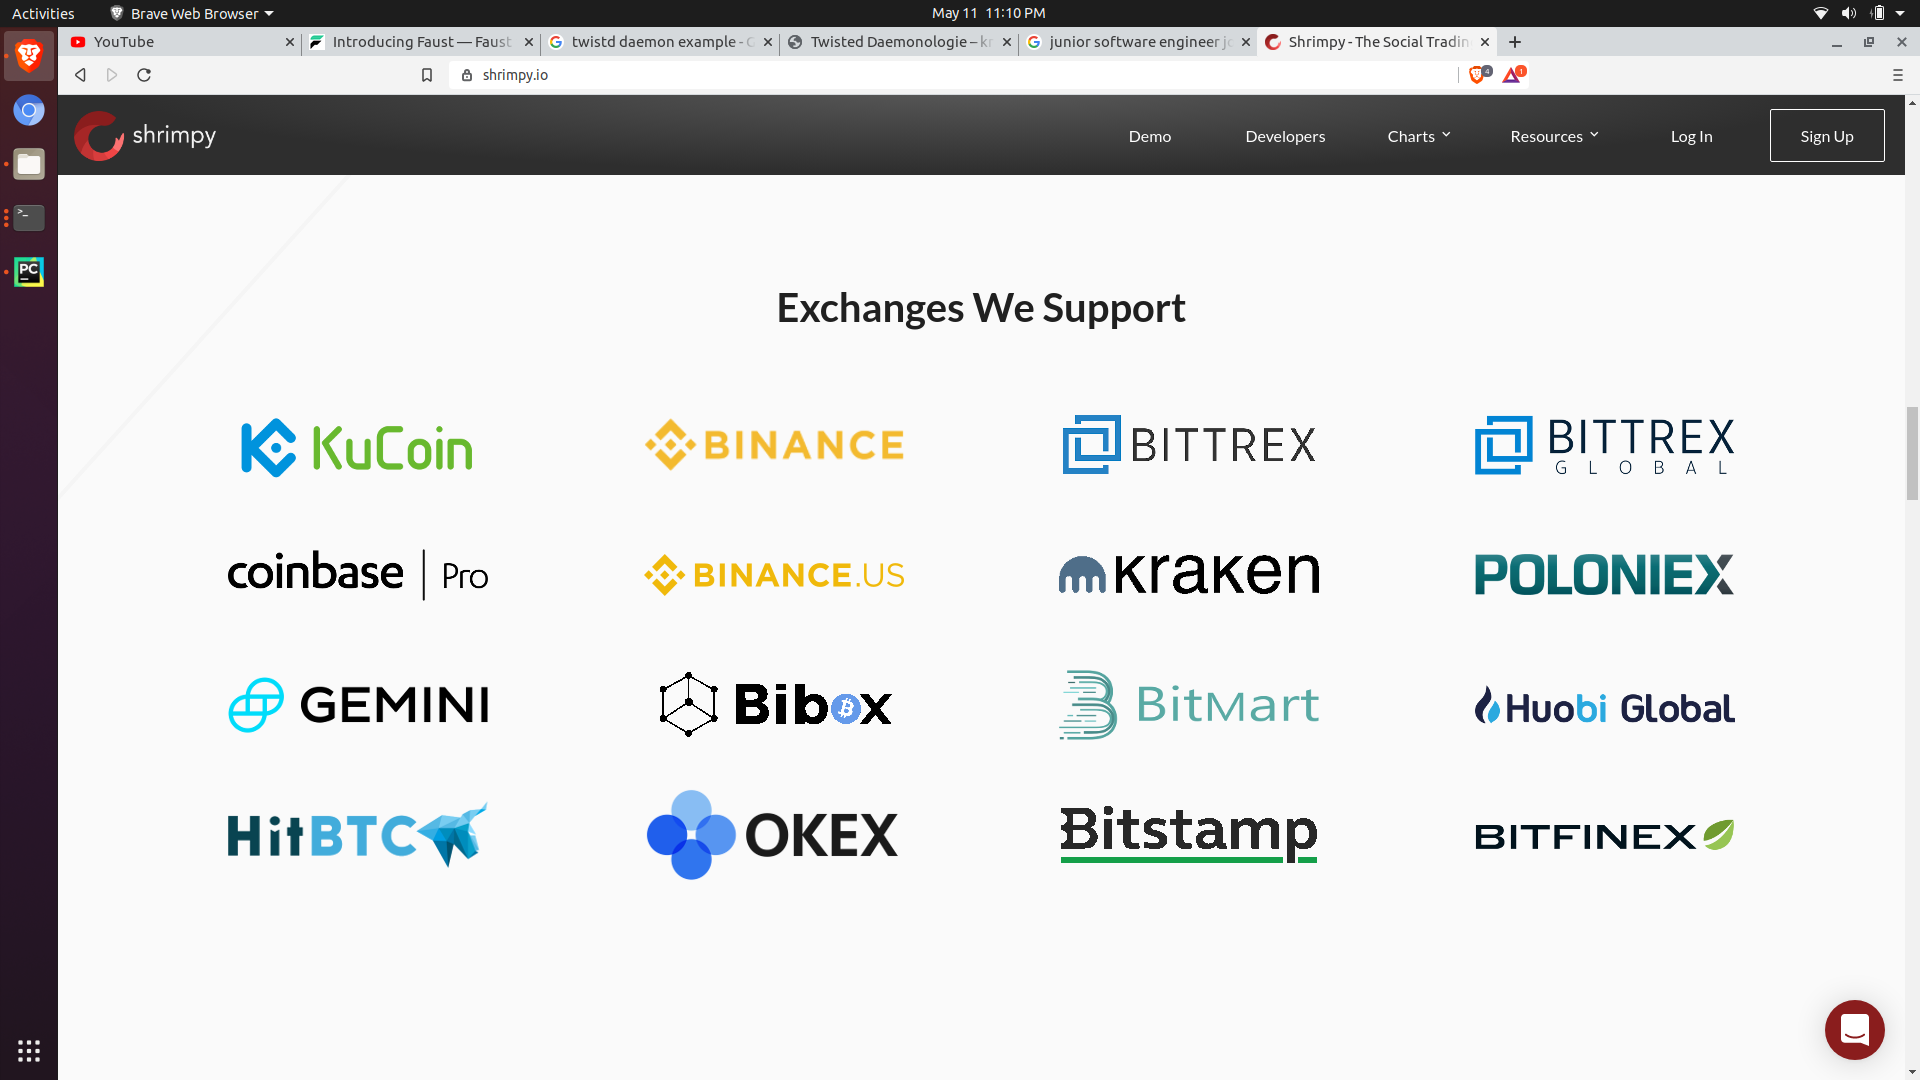 Activities
Brave Web Browser
May 11 11:10 PM
YouTube
Introducing Faust — Faust
twistd daemon example - G
Twisted Daemonologie – kr
junior software engineer jo
Shrimpy - The Social Tradin
shrimpy.io
4
1
shrimpy
Demo
Developers
Charts
Resources
Log In
Sign Up
PC
Exchanges We Support
KuCoin
BINANCE
BITTREX
BITTREX
GLOBAL
coinbase | Pro
BINANCE.US
kraken
POLONIEX
GEMINI
Bibox
BitMart
Huobi Global
HitBTC
OKEX
Bitstamp
BITFINEX